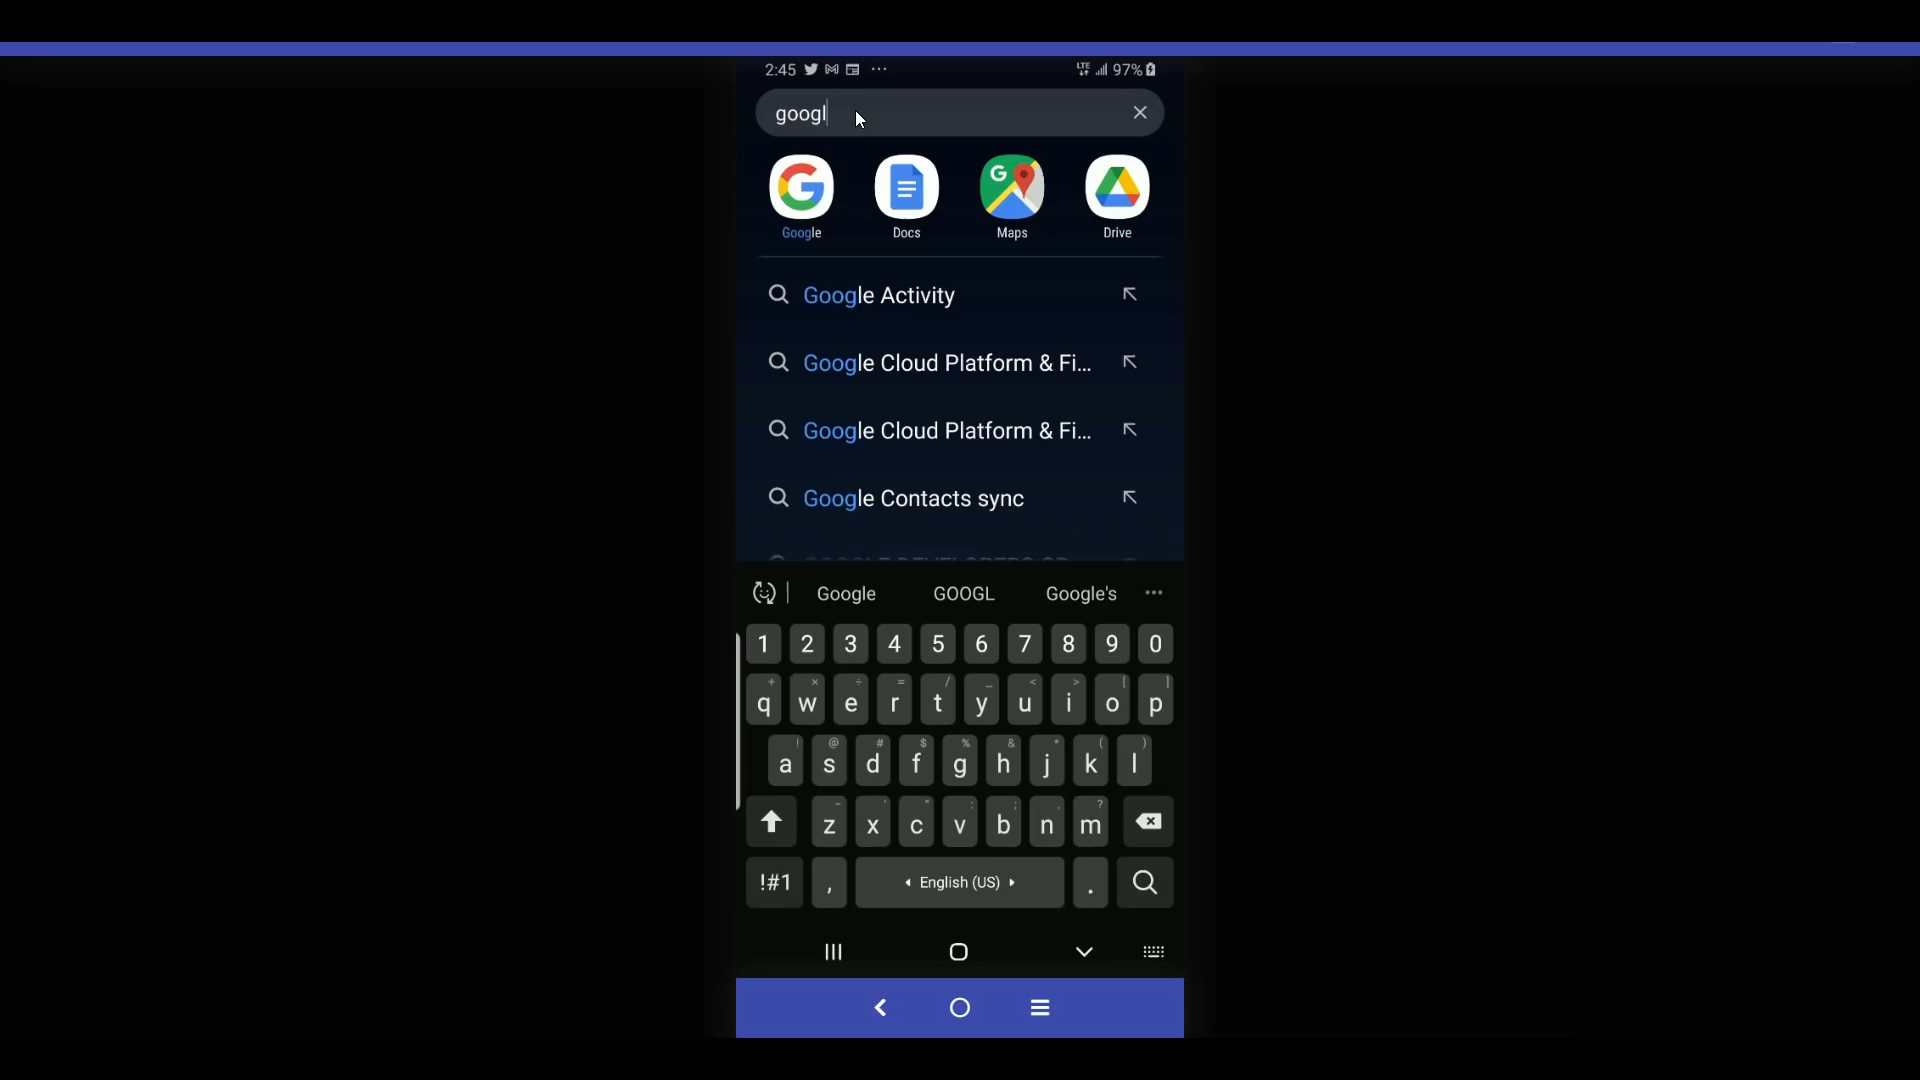 2:45 ... LTE 97%
googl
Google Docs Maps Drive
Google Activity
Google Cloud Platform & Fi...
Google Cloud Platform & Fi...
Google Contacts sync
Google GOOGL Google's ...
1 2 3 4 5 6 7 8 9 0
+ × ÷ = / _ < > [ ]
q w e r t y u i o p
! @ # $ % & * ( )
a s d f g h j k l
- ' " : ; , ?
z x c v b n m
!#1 , English (US) .